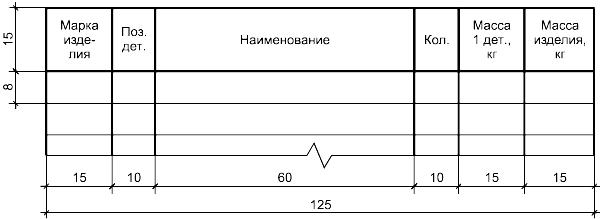 Марка
изде-
лия
Поз.
дет.
Наименование
Кол.
Масса
1 дет.,
кг
Масса
изделия,
кг
15
8
15
10
60
10
15
15
125